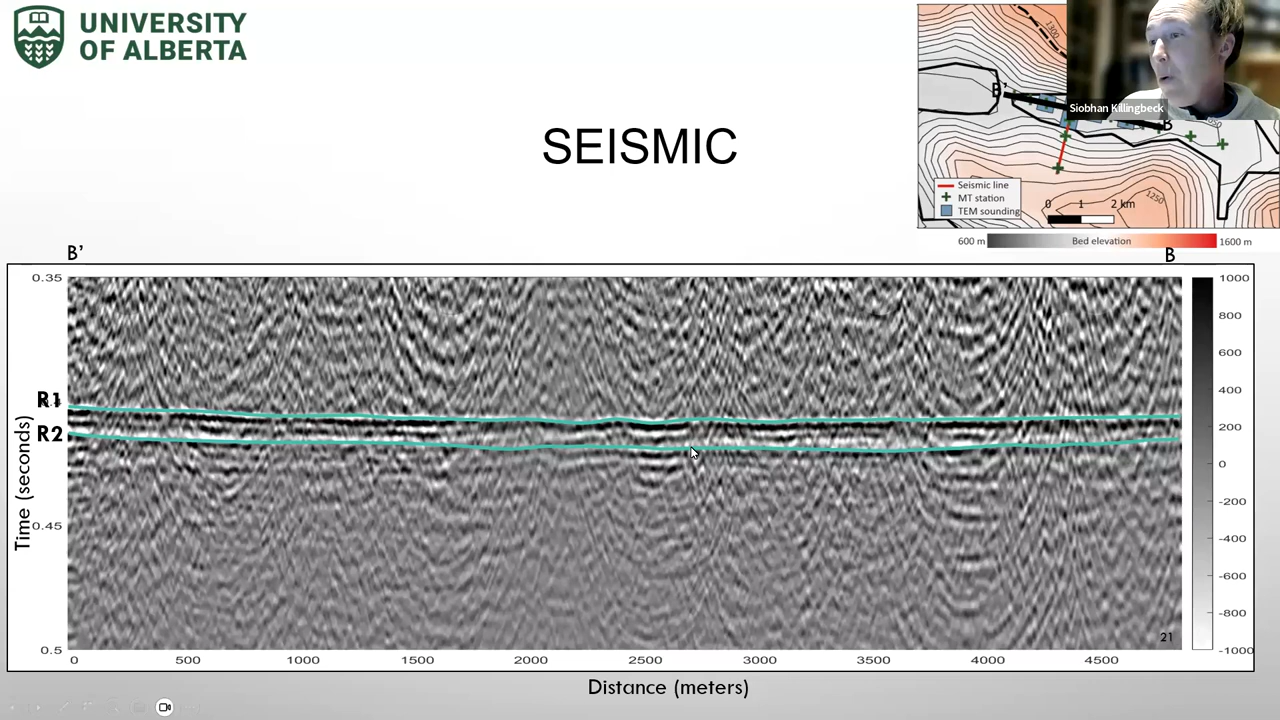 UNIVERSITY
OF ALBERTA
SEISMIC
1300
B'
Siobhan Killingbeck
B
Seismic line
MT station
TEM sounding
0 1 2 km
1250
600 m Bed elevation 1600 m
B’
B
0.35
R1
R2
0.45
0.5
Time (seconds)
0 500 1000 1500 2000 2500 3000 3500 4000 4500
Distance (meters)
1000
800
600
400
200
0
-200
-400
-600
-800
-1000
21